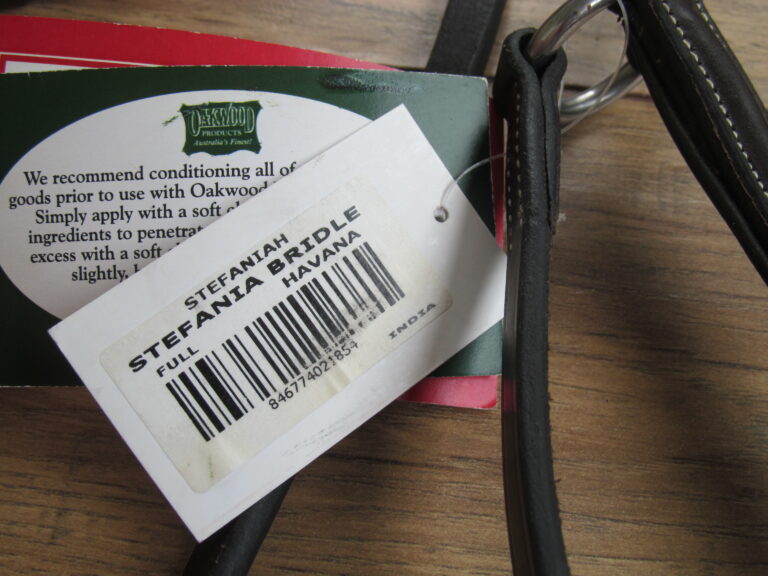 OAKWOOD
PRODUCTS
Australia's Finest!
We recommend conditioning all of
goods prior to use with Oakwood
Simply apply with a soft
ingredients to penetrat
excess with a soft
slightly,
STEFANIAH
STEFANIA BRIDLE
FULL HAVANA
846774021854
INDIA